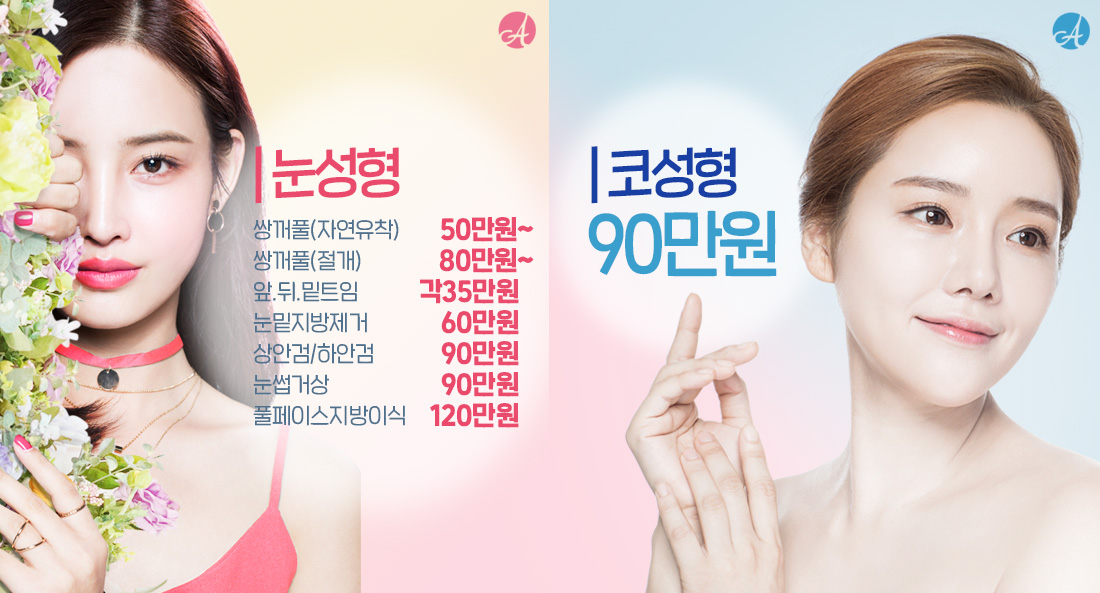 눈성형
쌍꺼풀(자연유착) 50만원~
쌍꺼풀(절개) 80만원~
앞.뒤.밑트임 각35만원
눈밑지방제거 60만원
상안검/하안검 90만원
눈썹거상 90만원
풀페이스지방이식 120만원
코성형
90만원
A
A